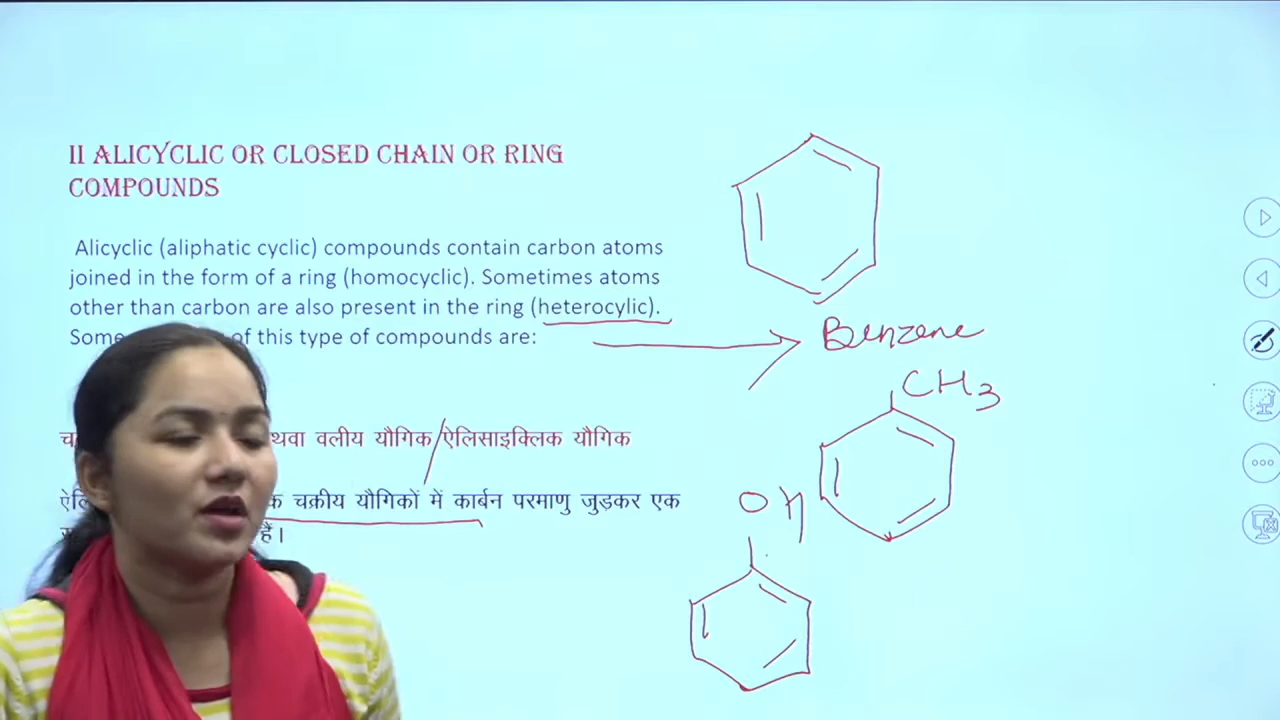 II ALICYCLIC OR CLOSED CHAIN OR RING
COMPOUNDS
Alicyclic (aliphatic cyclic) compounds contain carbon atoms
joined in the form of a ring (homocyclic). Sometimes atoms
other than carbon are also present in the ring (heterocylic).
Some of this type of compounds are:
Benzene
CH3
वलीय यौगिक/ऐलिसाइक्लिक यौगिक
चक्रीय यौगिकों में कार्बन परमाणु जुड़कर एक
OH
हैं।